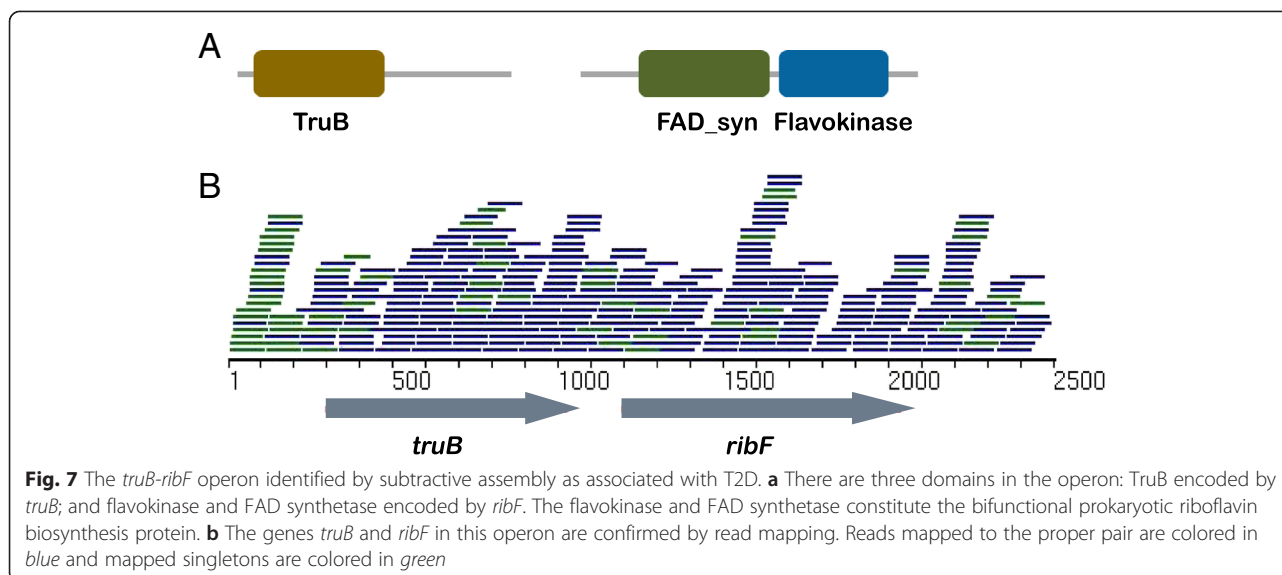 A
TruB
FAD_syn
Flavokinase
B
1
500
1000
1500
2000
2500
truB
ribF
Fig. 7 The truB-ribF operon identified by subtractive assembly as associated with T2D. a There are three domains in the operon: TruB encoded by
truB; and flavokinase and FAD synthetase encoded by ribF. The flavokinase and FAD synthetase constitute the bifunctional prokaryotic riboflavin
biosynthesis protein. b The genes truB and ribF in this operon are confirmed by read mapping. Reads mapped to the proper pair are colored in
blue and mapped singletons are colored in green